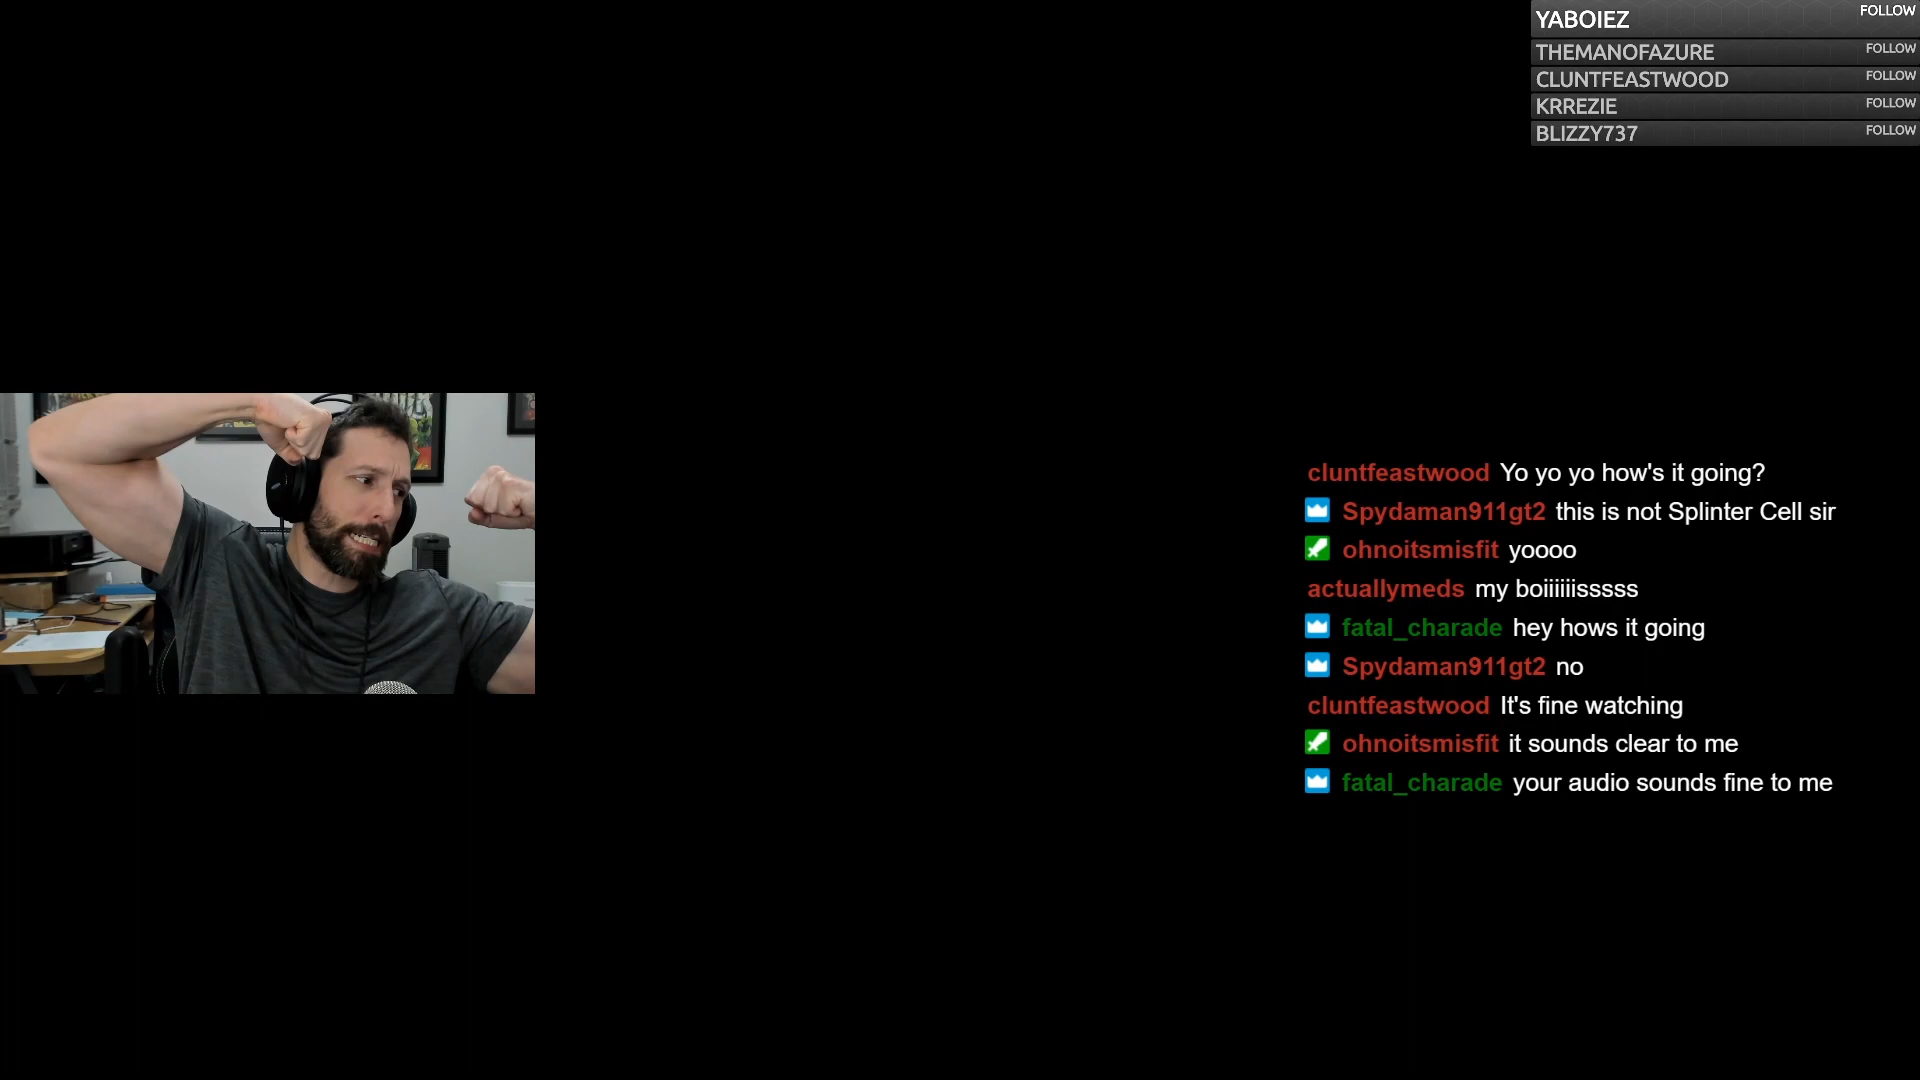 YABOIEZ FOLLOW
THEMANOFAZURE FOLLOW
CLUNTFEASTWOOD FOLLOW
KRREZIE FOLLOW
BLIZZY737 FOLLOW
cluntfeastwood Yo yo yo how's it going?
Spydaman911gt2 this is not Splinter Cell sir
ohnoitsmisfit yoooo
actuallymeds my boiiiiiisssss
fatal_charade hey hows it going
Spydaman911gt2 no
cluntfeastwood It's fine watching
ohnoitsmisfit it sounds clear to me
fatal_charade your audio sounds fine to me